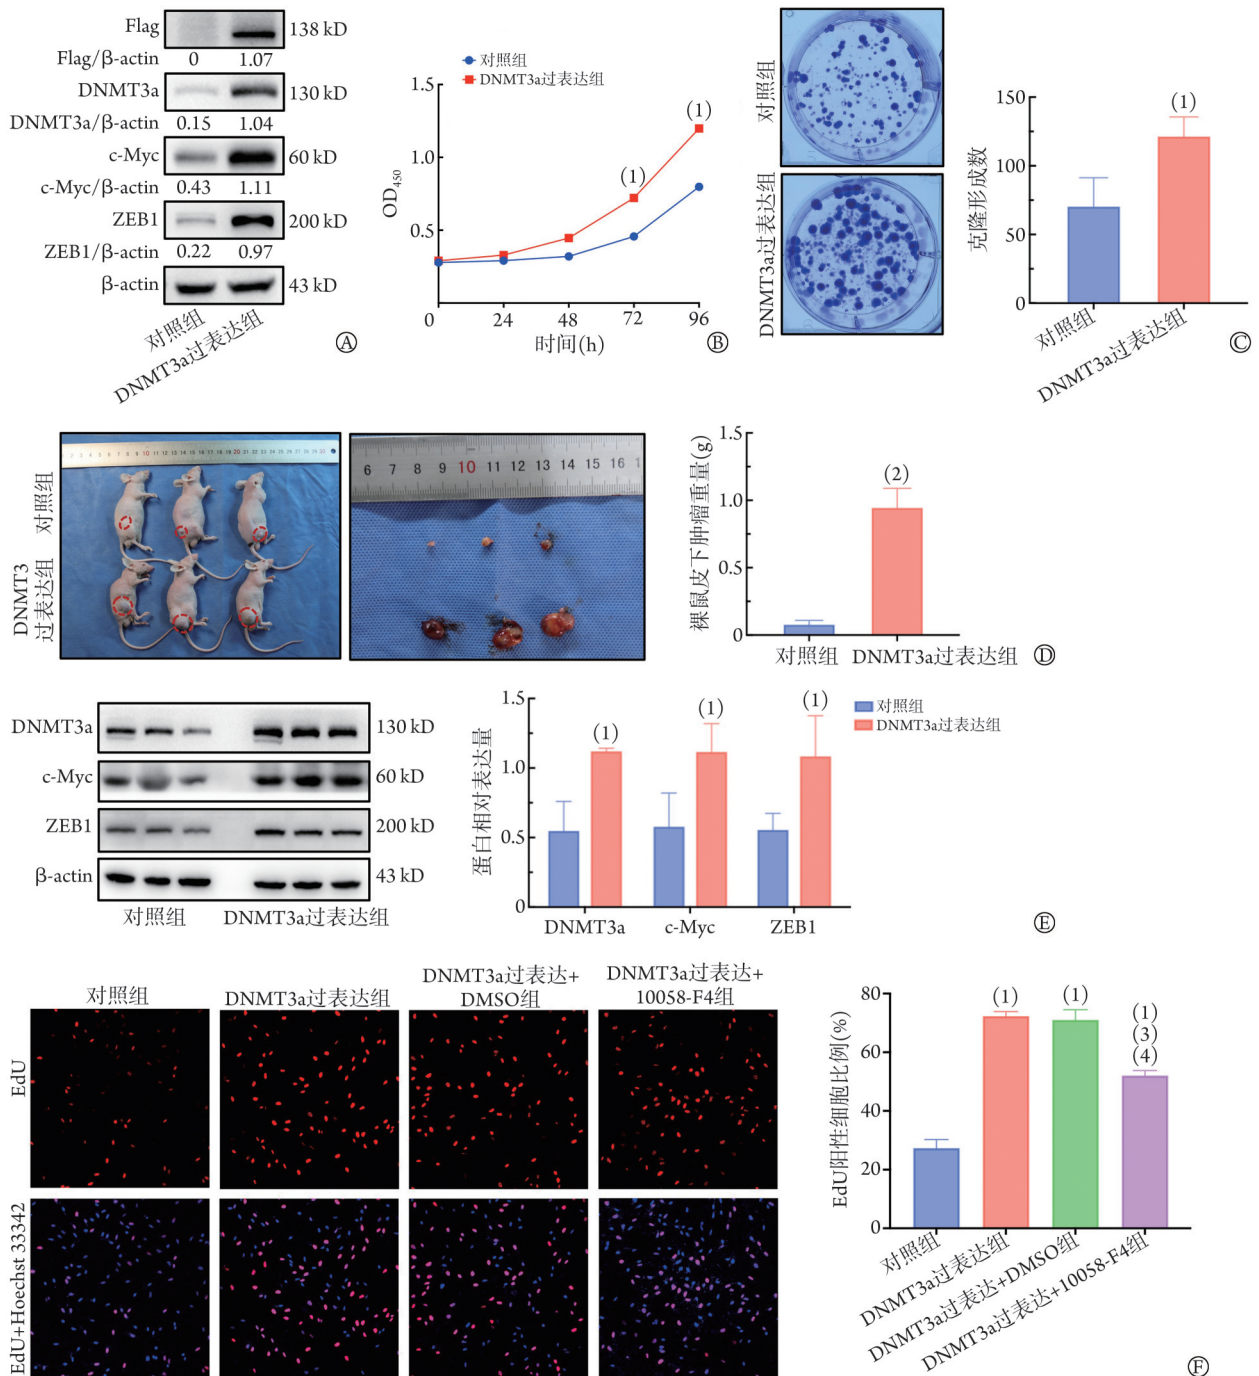 Flag 138 kD
Flag/β-actin 0 1.07
DNMT3a 130 kD
DNMT3a/β-actin 0.15 1.04
c-Myc 60 kD
c-Myc/β-actin 0.43 1.11
ZEB1 200 kD
ZEB1/β-actin 0.22 0.97
β-actin 43 kD
对照组
DNMT3a过表达组
Ⓐ
对照组
DNMT3a过表达组
1.5
1.0
0.5
OD450
(1)
(1)
0 24 48 72 96
时间(h)
Ⓑ
对照组
DNMT3a过表达组
克隆形成数
150
100
50
0
(1)
对照组
DNMT3a过表达组
Ⓒ
对照组
DNMT3
过表达组
6 7 8 9 10 11 12 13 14 15 16
裸鼠皮下肿瘤重量(g)
1.5
1.0
0.5
0
(2)
对照组 DNMT3a过表达组
Ⓓ
DNMT3a 130 kD
c-Myc 60 kD
ZEB1 200 kD
β-actin 43 kD
对照组 DNMT3a过表达组
蛋白相对表达量
1.5
1.0
0.5
0
(1) (1) (1)
DNMT3a c-Myc ZEB1
对照组
DNMT3a过表达组
Ⓔ
对照组
DNMT3a过表达组
DNMT3a过表达+
DMSO组
DNMT3a过表达+
10058-F4组
EdU
EdU+Hoechst 33342
EdU阳性细胞比例(%)
80
60
40
20
0
(1) (1) (1)
(3)
(4)
对照组
DNMT3a过表达组
DNMT3a过表达+DMSO组
DNMT3a过表达+10058-F4组
Ⓕ